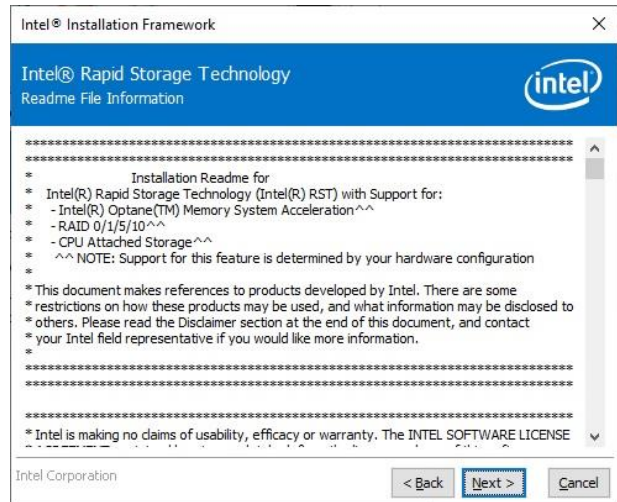 Intel® Installation Framework
Intel® Rapid Storage Technology
Readme File Information
intel
*************************************************************************
*************************************************************************
* Installation Readme for
* Intel(R) Rapid Storage Technology (Intel(R) RST) with Support for:
* - Intel(R) Optane(TM) Memory System Acceleration^^
* - RAID 0/1/5/10^^
* - CPU Attached Storage^^
* ^^ NOTE: Support for this feature is determined by your hardware configuration
*
* This document makes references to products developed by Intel. There are some
* restrictions on how these products may be used, and what information may be disclosed to
* others. Please read the Disclaimer section at the end of this document, and contact
* your Intel field representative if you would like more information.
*
*************************************************************************
*************************************************************************
*************************************************************************
* Intel is making no claims of usability, efficacy or warranty. The INTEL SOFTWARE LICENSE
Intel Corporation
< Back
Next >
Cancel